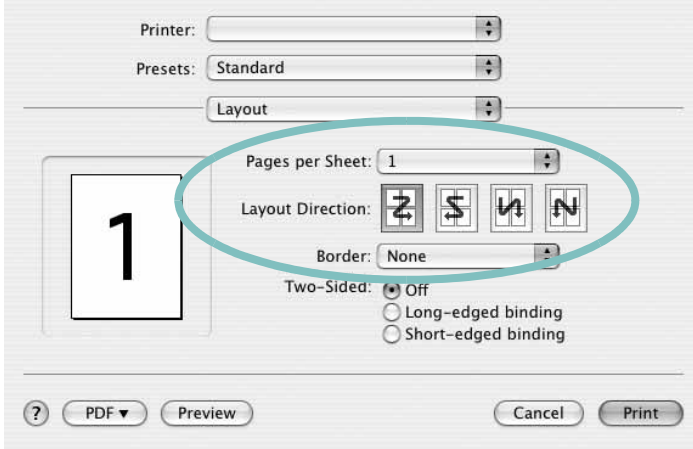 Printer:
Presets: Standard
Layout
Pages per Sheet: 1
Layout Direction:
Border: None
Two-Sided: Off
Long-edged binding
Short-edged binding
1
? PDF ▼ Preview Cancel Print